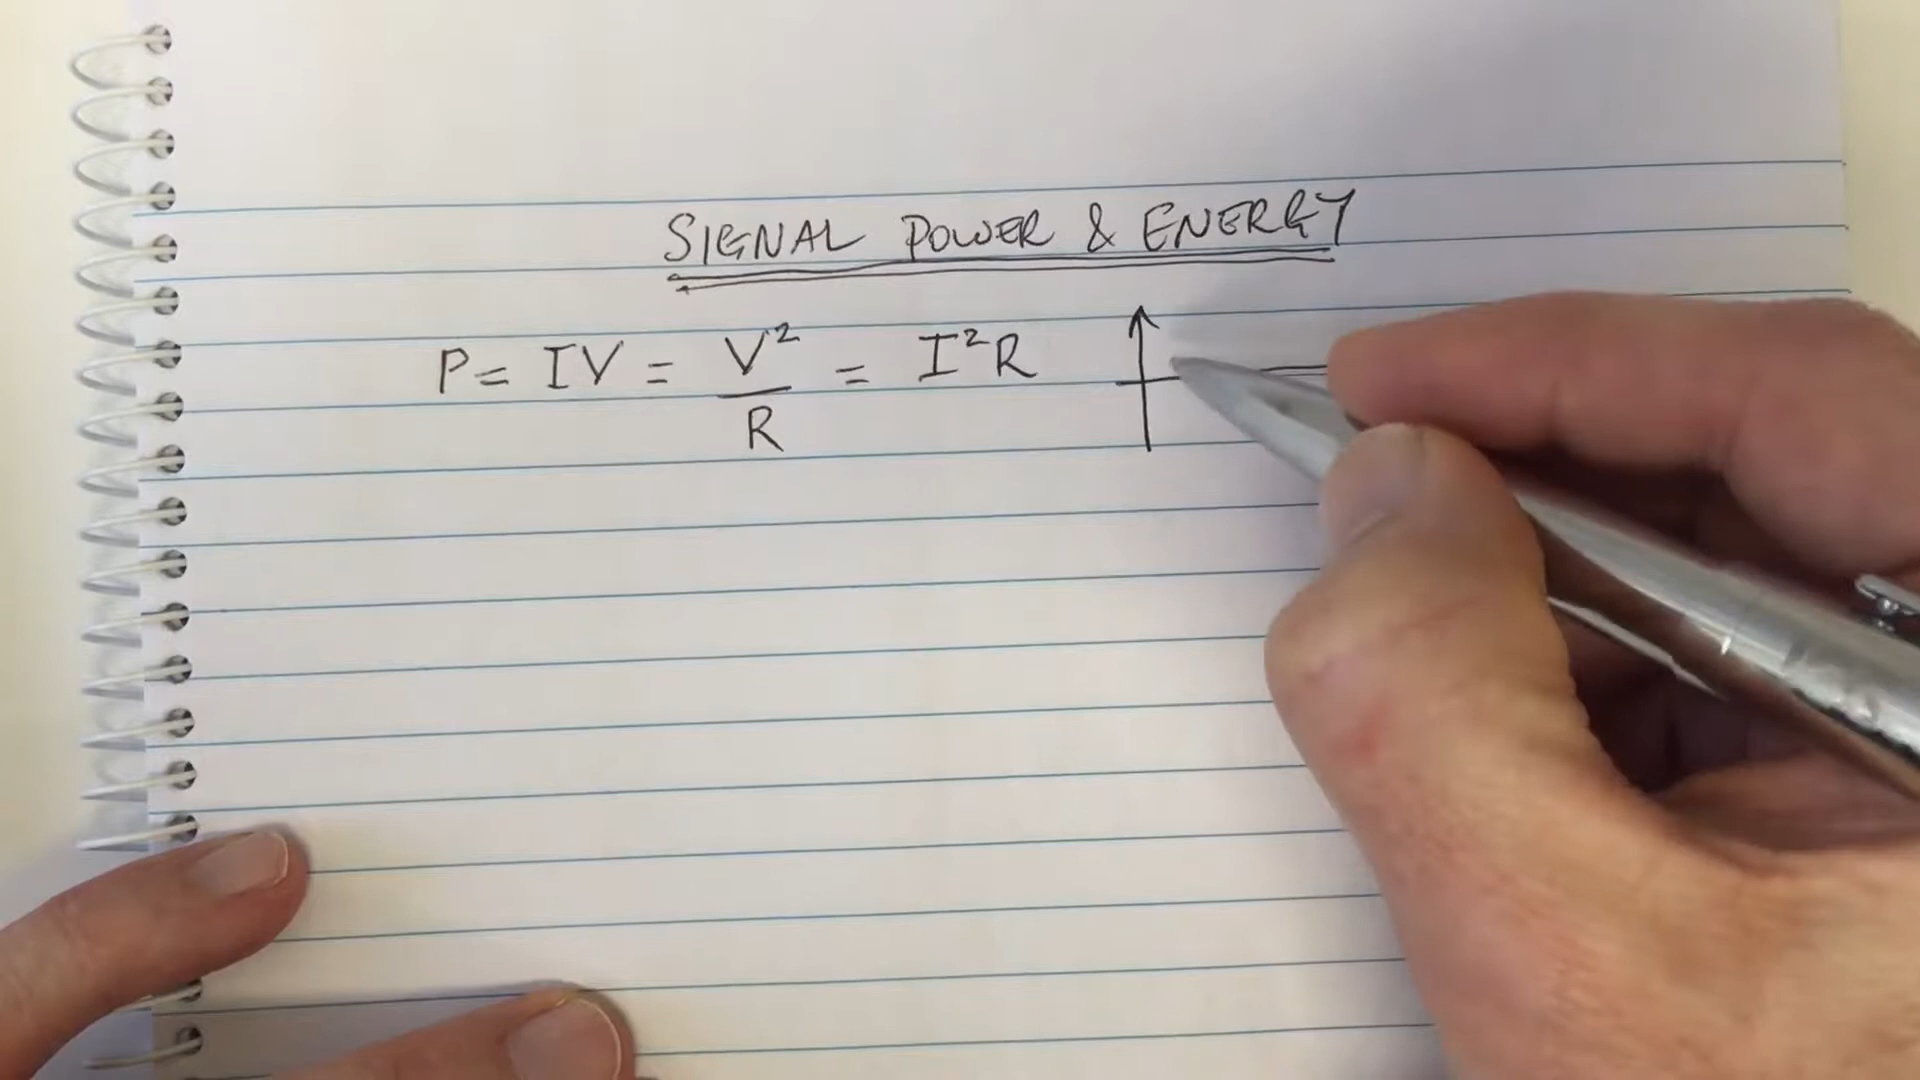 SIGNAL POWER & ENERGY
P = IV = V²/R = I²R